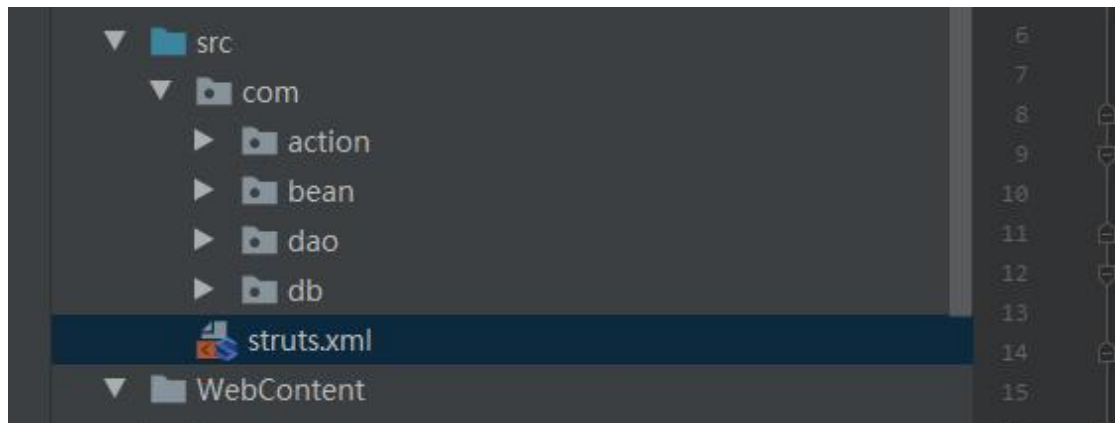 src
com
action
bean
dao
db
struts.xml
WebContent
6
7
8
9
10
11
12
13
14
15